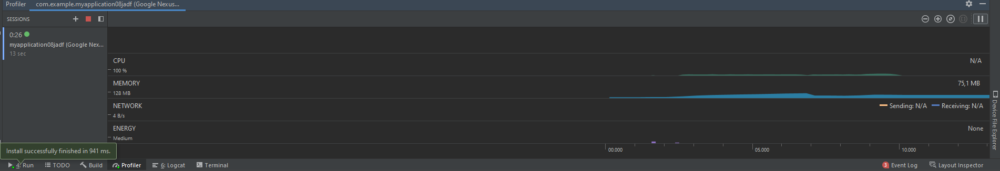 Profiler com.example.myapplication08jadf (Google Nexus...
SESSIONS
0:26
myapplication08jadf (Google Nex...
13 sec
CPU N/A
100 %
MEMORY 75,1 MB
128 MB
NETWORK Sending: N/A Receiving: N/A
4 B/s
ENERGY None
Medium
00.000 05.000 10.000
Install successfully finished in 941 ms.
4: Run TODO Build Profiler 6: Logcat Terminal 3 Event Log Layout Inspector
Device File Explorer